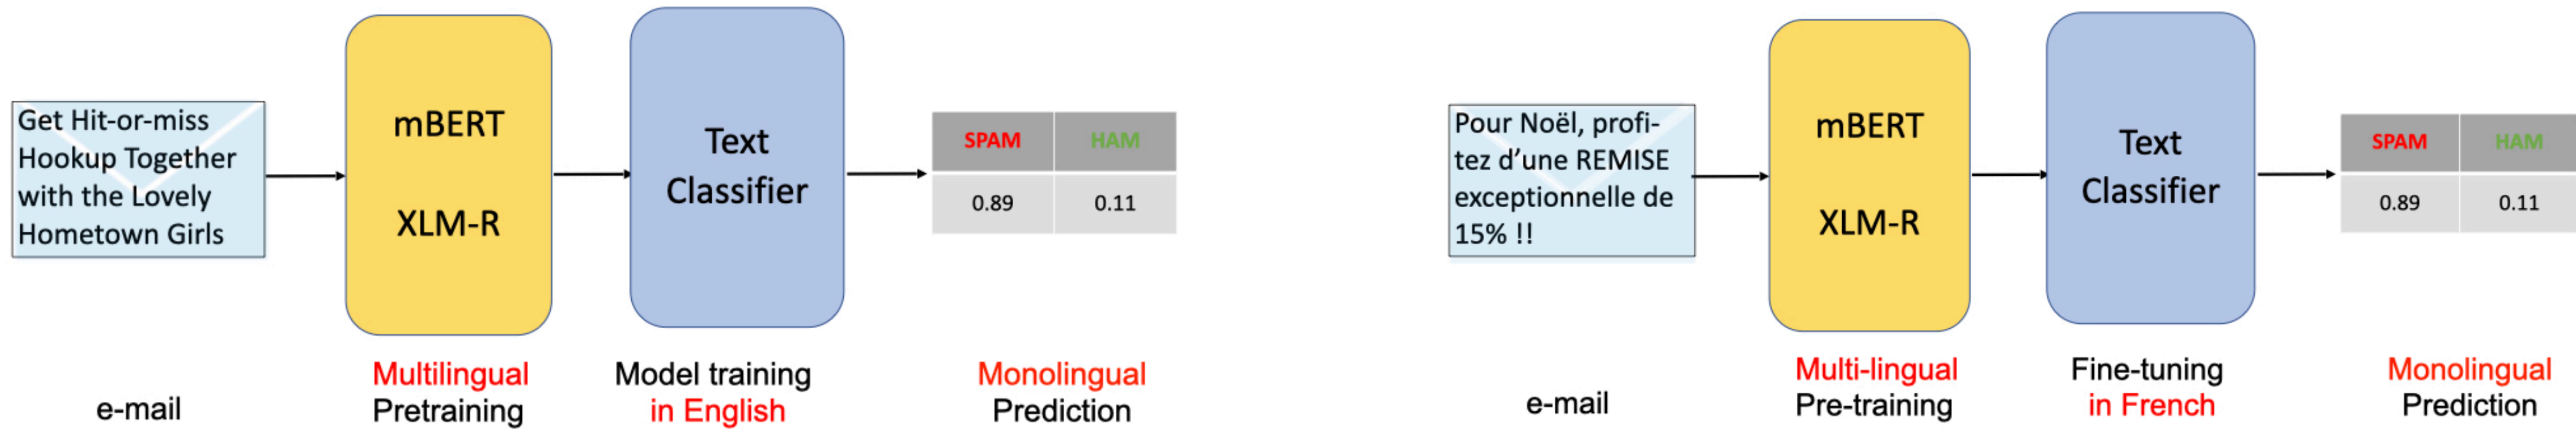 Get Hit-or-miss
Hookup Together
with the Lovely
Hometown Girls
e-mail
mBERT
XLM-R
Multilingual
Pretraining
Text
Classifier
Model training
in English
SPAM HAM
0.89 0.11
Monolingual
Prediction
Pour Noël, profi-
tez d’une REMISE
exceptionnelle de
15% !!
e-mail
mBERT
XLM-R
Multi-lingual
Pre-training
Text
Classifier
Fine-tuning
in French
SPAM HAM
0.89 0.11
Monolingual
Prediction